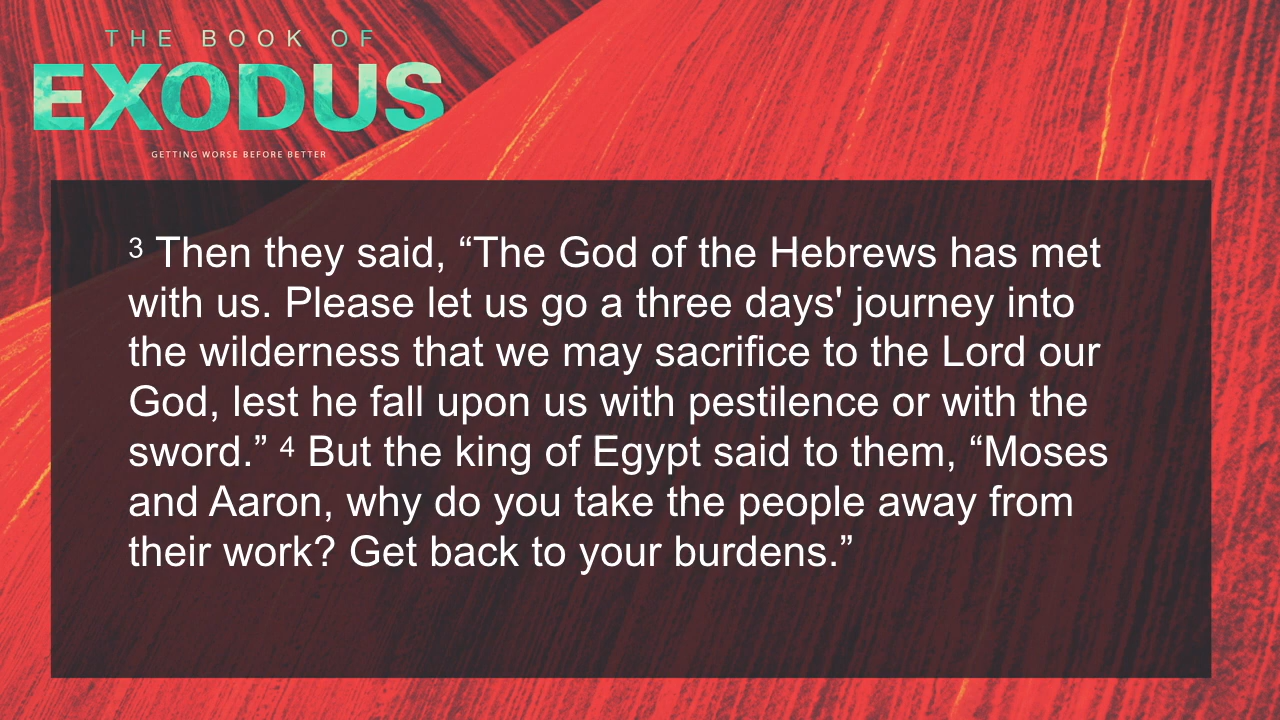 THE BOOK OF
EXODUS
GETTING WORSE BEFORE BETTER
3 Then they said, “The God of the Hebrews has met
with us. Please let us go a three days' journey into
the wilderness that we may sacrifice to the Lord our
God, lest he fall upon us with pestilence or with the
sword.” 4 But the king of Egypt said to them, “Moses
and Aaron, why do you take the people away from
their work? Get back to your burdens.”